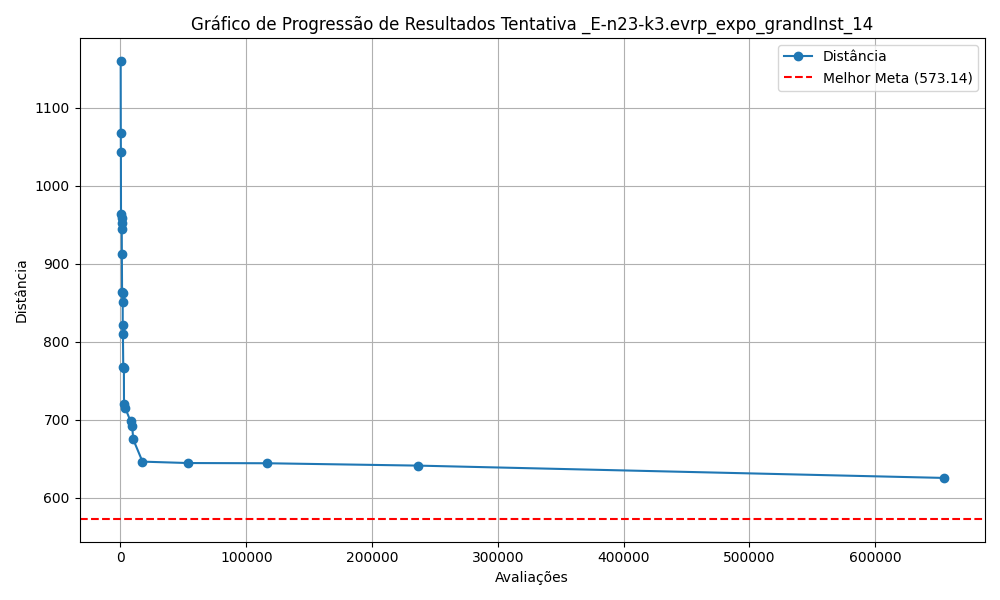 Gráfico de Progressão de Resultados Tentativa _E-n23-k3.evrp_expo_grandInst_14
Distância
Melhor Meta (573.14)
1100
1000
900
800
700
600
Distância
0 100000 200000 300000 400000 500000 600000
Avaliações